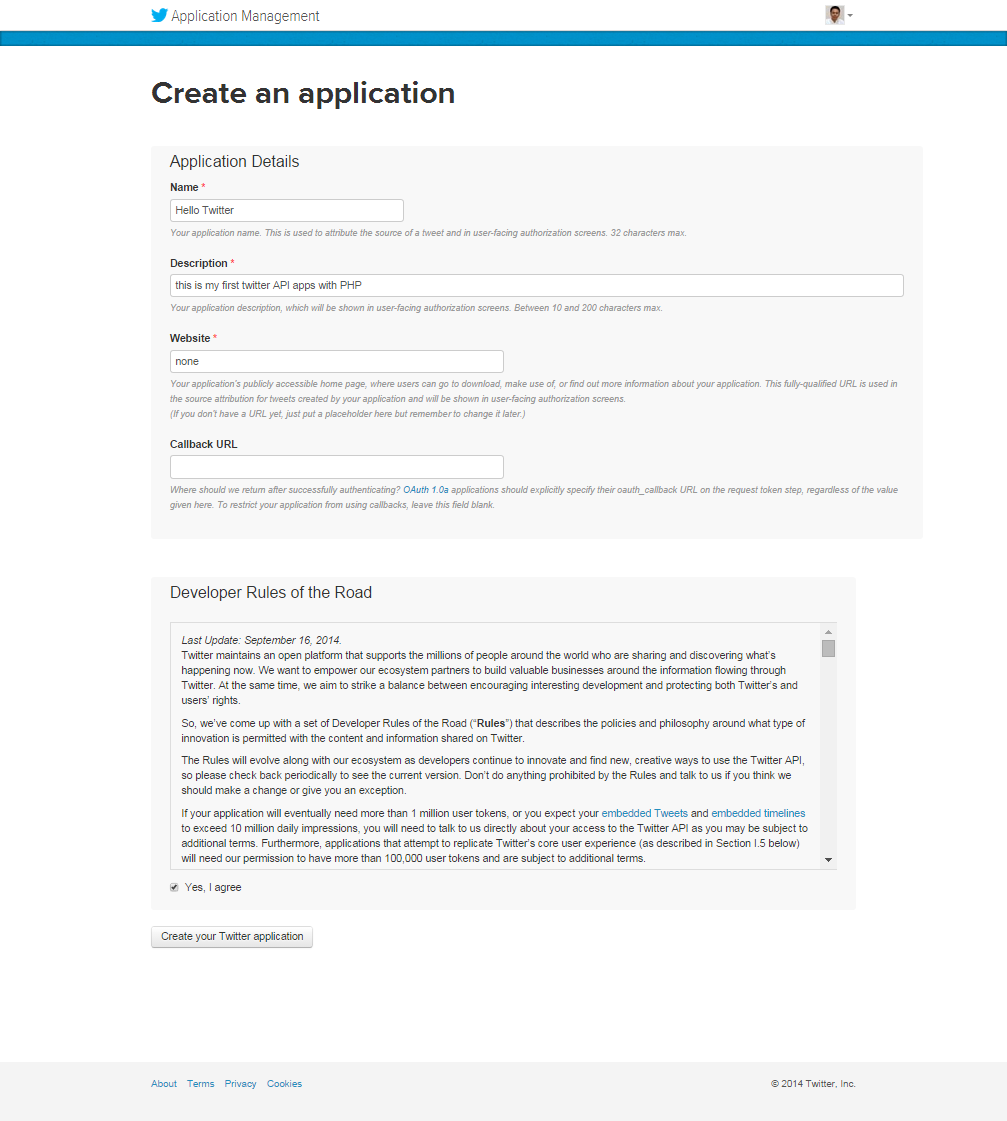 Application Management
Create an application
Application Details
Name *
Hello Twitter
Your application name. This is used to attribute the source of a tweet and in user-facing authorization screens. 32 characters max.
Description *
this is my first twitter API apps with PHP
Your application description, which will be shown in user-facing authorization screens. Between 10 and 200 characters max.
Website *
none
Your application's publicly accessible home page, where users can go to download, make use of, or find out more information about your application. This fully-qualified URL is used in
the source attribution for tweets created by your application and will be shown in user-facing authorization screens.
(If you don't have a URL yet, just put a placeholder here but remember to change it later.)
Callback URL
Where should we return after successfully authenticating? OAuth 1.0a applications should explicitly specify their oauth_callback URL on the request token step, regardless of the value
given here. To restrict your application from using callbacks, leave this field blank.
Developer Rules of the Road
Last Update: September 16, 2014.
Twitter maintains an open platform that supports the millions of people around the world who are sharing and discovering what's
happening now. We want to empower our ecosystem partners to build valuable businesses around the information flowing through
Twitter. At the same time, we aim to strike a balance between encouraging interesting development and protecting both Twitter's and
users' rights.
So, we've come up with a set of Developer Rules of the Road ("Rules") that describes the policies and philosophy around what type of
innovation is permitted with the content and information shared on Twitter.
The Rules will evolve along with our ecosystem as developers continue to innovate and find new, creative ways to use the Twitter API,
so please check back periodically to see the current version. Don't do anything prohibited by the Rules and talk to us if you think we
should make a change or give you an exception.
If your application will eventually need more than 1 million user tokens, or you expect your embedded Tweets and embedded timelines
to exceed 10 million daily impressions, you will need to talk to us directly about your access to the Twitter API as you may be subject to
additional terms. Furthermore, applications that attempt to replicate Twitter's core user experience (as described in Section I.5 below)
will need our permission to have more than 100,000 user tokens and are subject to additional terms.
Yes, I agree
Create your Twitter application
About Terms Privacy Cookies © 2014 Twitter, Inc.